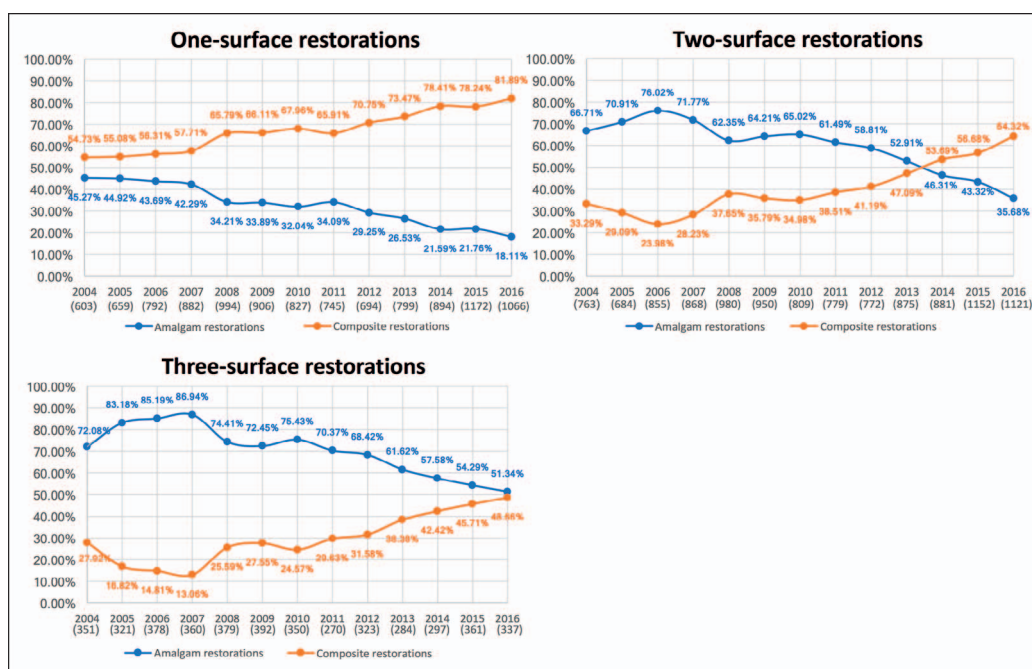 One-surface restorations
100.00%
90.00%
80.00%
70.00%
60.00%
50.00%
40.00%
30.00%
20.00%
10.00%
0.00%
54.73% 55.08% 56.31% 57.71% 65.79% 66.11% 67.96% 65.91% 70.75% 73.47% 78.41% 78.24% 81.89%
45.27% 44.92% 43.69% 42.29% 34.21% 33.89% 32.04% 34.09% 29.25% 26.53% 21.59% 21.76% 18.11%
2004 2005 2006 2007 2008 2009 2010 2011 2012 2013 2014 2015 2016
(603) (659) (792) (882) (994) (906) (827) (745) (694) (799) (894) (1172) (1066)
Amalgam restorations Composite restorations
Two-surface restorations
100.00%
90.00%
80.00%
70.00%
60.00%
50.00%
40.00%
30.00%
20.00%
10.00%
0.00%
66.71% 70.91% 76.02% 71.77% 62.35% 64.21% 65.02% 61.49% 58.81% 52.91% 46.31% 43.32% 35.68%
33.29% 29.09% 23.98% 28.23% 37.65% 35.79% 34.98% 38.51% 41.19% 47.09% 53.69% 56.68% 64.32%
2004 2005 2006 2007 2008 2009 2010 2011 2012 2013 2014 2015 2016
(763) (684) (855) (868) (980) (950) (809) (779) (772) (875) (881) (1152) (1121)
Amalgam restorations Composite restorations
Three-surface restorations
100.00%
90.00%
80.00%
70.00%
60.00%
50.00%
40.00%
30.00%
20.00%
10.00%
0.00%
72.08% 83.18% 85.19% 86.94% 74.41% 72.45% 76.43% 70.37% 68.42% 61.62% 57.58% 54.29% 51.34%
27.92% 16.82% 14.81% 13.06% 25.59% 27.55% 24.57% 29.63% 31.58% 38.38% 42.42% 45.71% 48.66%
2004 2005 2006 2007 2008 2009 2010 2011 2012 2013 2014 2015 2016
(351) (321) (378) (360) (379) (392) (350) (270) (323) (284) (297) (361) (337)
Amalgam restorations Composite restorations